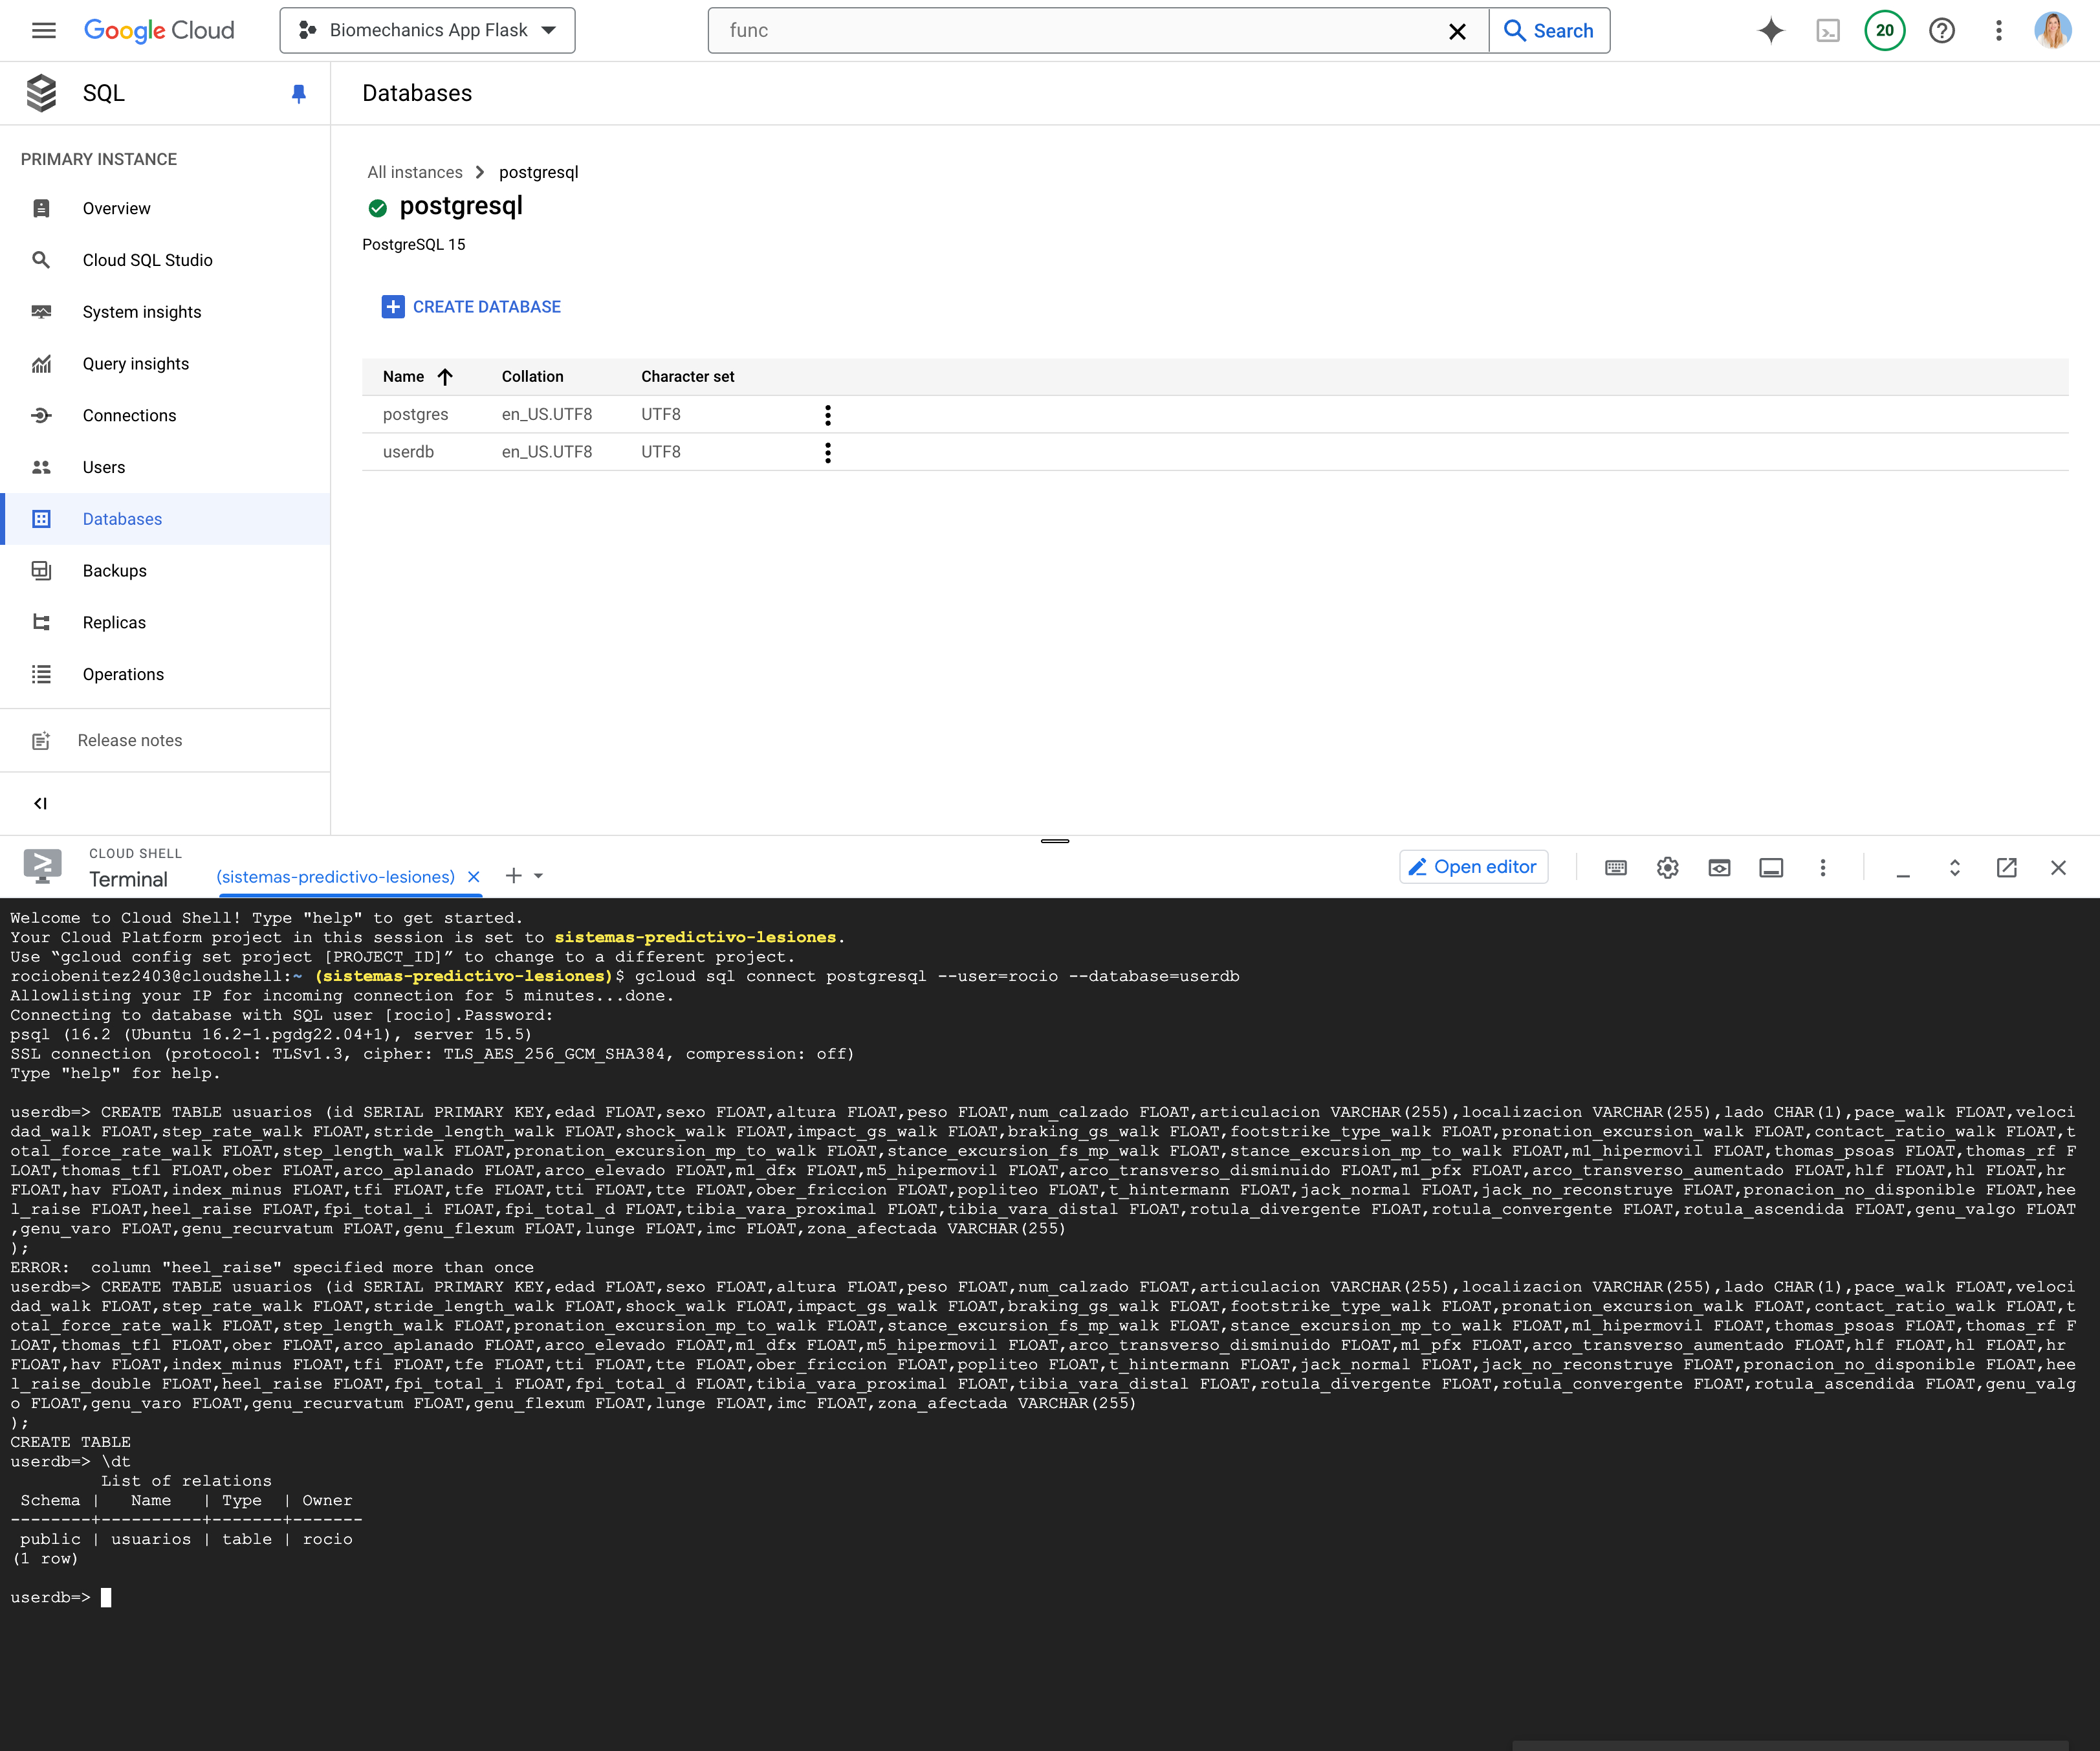 Google Cloud
Biomechanics App Flask
func
Search
20
SQL
Databases
PRIMARY INSTANCE
Overview
Cloud SQL Studio
System insights
Query insights
Connections
Users
Databases
Backups
Replicas
Operations
Release notes
All instances
postgresql
postgresql
PostgreSQL 15
CREATE DATABASE
Name Collation Character set
postgres en_US.UTF8 UTF8
userdb en_US.UTF8 UTF8
CLOUD SHELL
Terminal
(sistemas-predictivo-lesiones)
Open editor
Welcome to Cloud Shell! Type "help" to get started.
Your Cloud Platform project in this session is set to sistemas-predictivo-lesiones.
Use “gcloud config set project [PROJECT_ID]” to change to a different project.
rociobenitez2403@cloudshell:~ (sistemas-predictivo-lesiones)$ gcloud sql connect postgresql --user=rocio --database=userdb
Allowlisting your IP for incoming connection for 5 minutes...done.
Connecting to database with SQL user [rocio].Password:
psql (16.2 (Ubuntu 16.2-1.pgdg22.04+1), server 15.5)
SSL connection (protocol: TLSv1.3, cipher: TLS_AES_256_GCM_SHA384, compression: off)
Type "help" for help.
userdb=> CREATE TABLE usuarios (id SERIAL PRIMARY KEY,edad FLOAT,sexo FLOAT,altura FLOAT,peso FLOAT,num_calzado FLOAT,articulacion VARCHAR(255),localizacion VARCHAR(255),lado CHAR(1),pace_walk FLOAT,veloci
dad_walk FLOAT,step_rate_walk FLOAT,stride_length_walk FLOAT,shock_walk FLOAT,impact_gs_walk FLOAT,braking_gs_walk FLOAT,footstrike_type_walk FLOAT,pronation_excursion_walk FLOAT,contact_ratio_walk FLOAT,t
otal_force_rate_walk FLOAT,step_length_walk FLOAT,pronation_excursion_mp_to_walk FLOAT,stance_excursion_fs_mp_walk FLOAT,stance_excursion_mp_to_walk FLOAT,m1_hipermovil FLOAT,thomas_psoas FLOAT,thomas_rf F
LOAT,thomas_tfl FLOAT,ober FLOAT,arco_aplanado FLOAT,arco_elevado FLOAT,m1_dfx FLOAT,m5_hipermovil FLOAT,arco_transverso_disminuido FLOAT,m1_pfx FLOAT,arco_transverso_aumentado FLOAT,hlf FLOAT,hl FLOAT,hr
FLOAT,hav FLOAT,index_minus FLOAT,tfi FLOAT,tfe FLOAT,tti FLOAT,tte FLOAT,ober_friccion FLOAT,popliteo FLOAT,t_hintermann FLOAT,jack_normal FLOAT,jack_no_reconstruye FLOAT,pronacion_no_disponible FLOAT,hee
l_raise FLOAT,heel_raise FLOAT,fpi_total_i FLOAT,fpi_total_d FLOAT,tibia_vara_proximal FLOAT,tibia_vara_distal FLOAT,rotula_divergente FLOAT,rotula_convergente FLOAT,rotula_ascendida FLOAT,genu_valgo FLOAT
,genu_varo FLOAT,genu_recurvatum FLOAT,genu_flexum FLOAT,lunge FLOAT,imc FLOAT,zona_afectada VARCHAR(255)
);
ERROR:  column "heel_raise" specified more than once
userdb=> CREATE TABLE usuarios (id SERIAL PRIMARY KEY,edad FLOAT,sexo FLOAT,altura FLOAT,peso FLOAT,num_calzado FLOAT,articulacion VARCHAR(255),localizacion VARCHAR(255),lado CHAR(1),pace_walk FLOAT,veloci
dad_walk FLOAT,step_rate_walk FLOAT,stride_length_walk FLOAT,shock_walk FLOAT,impact_gs_walk FLOAT,braking_gs_walk FLOAT,footstrike_type_walk FLOAT,pronation_excursion_walk FLOAT,contact_ratio_walk FLOAT,t
otal_force_rate_walk FLOAT,step_length_walk FLOAT,pronation_excursion_mp_to_walk FLOAT,stance_excursion_fs_mp_walk FLOAT,stance_excursion_mp_to_walk FLOAT,m1_hipermovil FLOAT,thomas_psoas FLOAT,thomas_rf F
LOAT,thomas_tfl FLOAT,ober FLOAT,arco_aplanado FLOAT,arco_elevado FLOAT,m1_dfx FLOAT,m5_hipermovil FLOAT,arco_transverso_disminuido FLOAT,m1_pfx FLOAT,arco_transverso_aumentado FLOAT,hlf FLOAT,hl FLOAT,hr
FLOAT,hav FLOAT,index_minus FLOAT,tfi FLOAT,tfe FLOAT,tti FLOAT,tte FLOAT,ober_friccion FLOAT,popliteo FLOAT,t_hintermann FLOAT,jack_normal FLOAT,jack_no_reconstruye FLOAT,pronacion_no_disponible FLOAT,hee
l_raise_double FLOAT,heel_raise FLOAT,fpi_total_i FLOAT,fpi_total_d FLOAT,tibia_vara_proximal FLOAT,tibia_vara_distal FLOAT,rotula_divergente FLOAT,rotula_convergente FLOAT,rotula_ascendida FLOAT,genu_valg
o FLOAT,genu_varo FLOAT,genu_recurvatum FLOAT,genu_flexum FLOAT,lunge FLOAT,imc FLOAT,zona_afectada VARCHAR(255)
);
CREATE TABLE
userdb=> \dt
List of relations
Schema |   Name   | Type  | Owner
--------+----------+-------+-------
public | usuarios | table | rocio
(1 row)
userdb=>